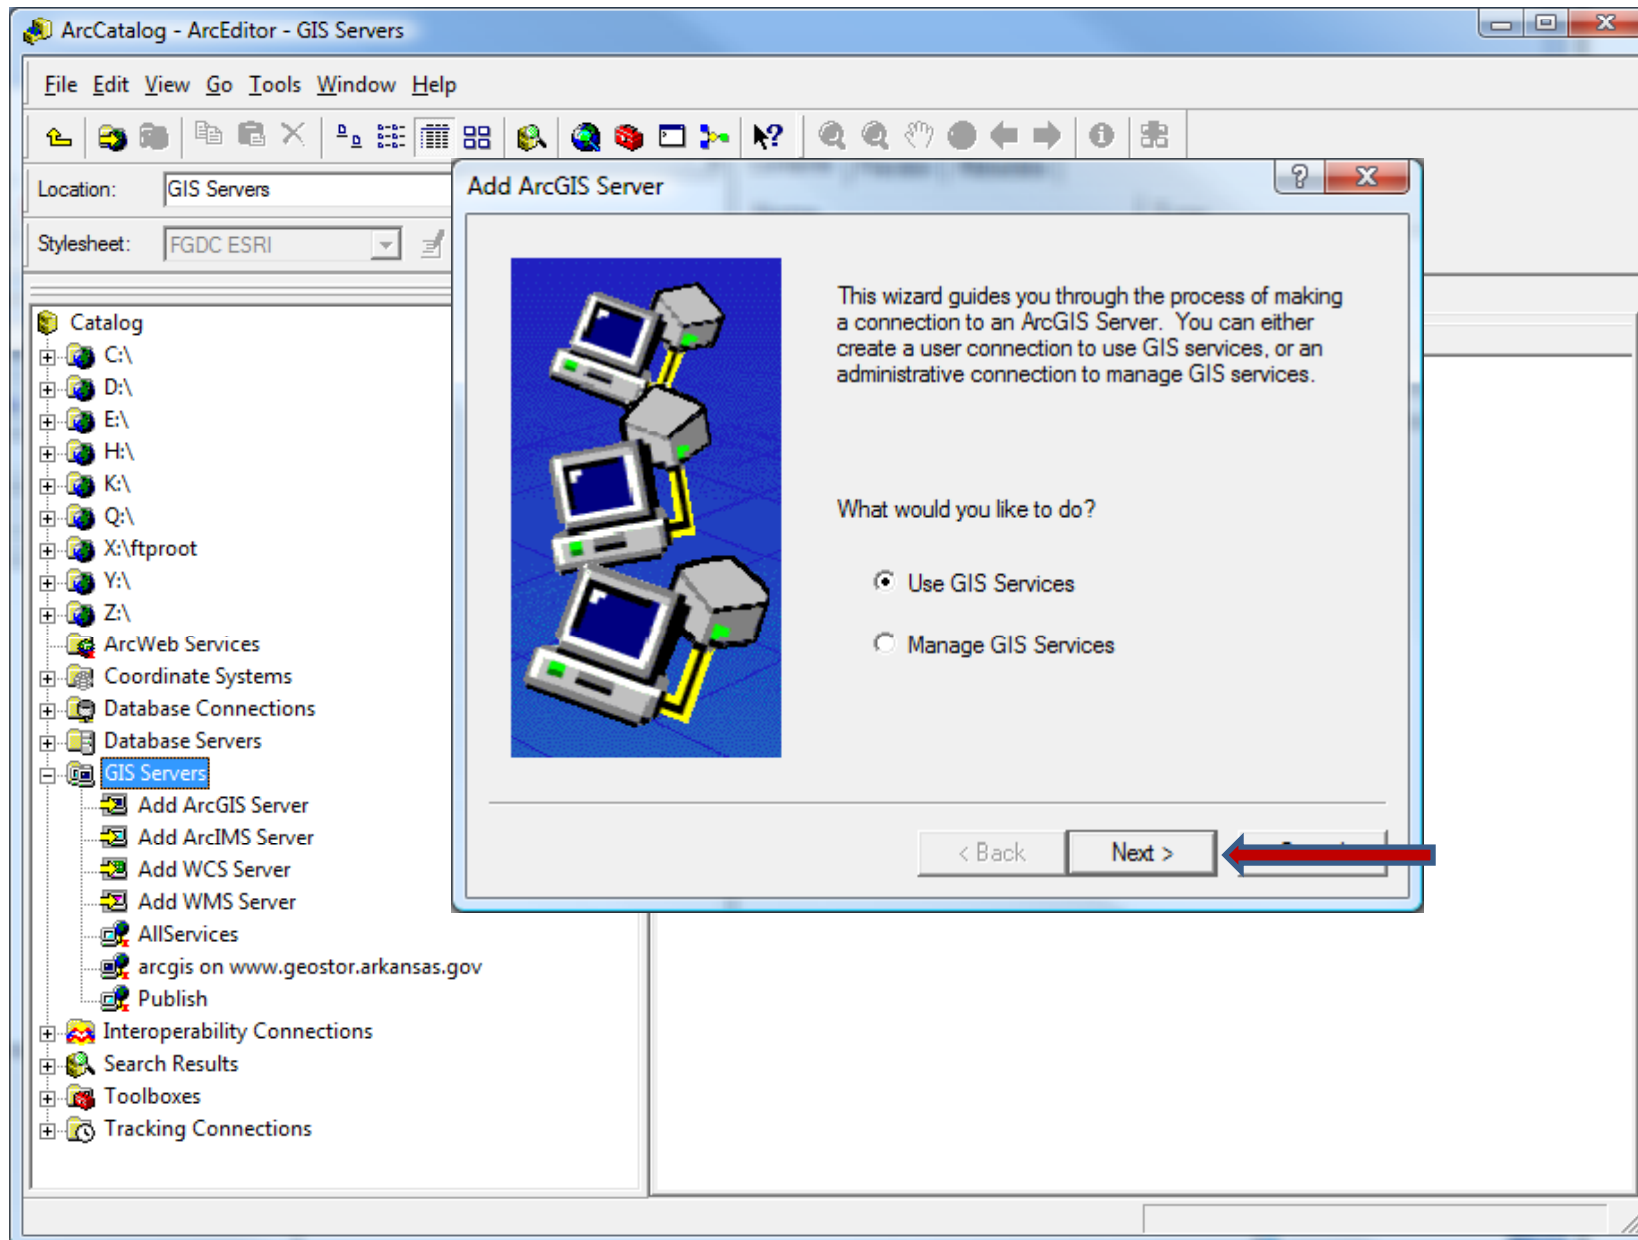 ArcCatalog - ArcEditor - GIS Servers
File Edit View Go Tools Window Help
Location: GIS Servers
Stylesheet: FGDC ESRI
Catalog
C:\
D:\
E:\
H:\
K:\
Q:\
X:\ftproot
Y:\
Z:\
ArcWeb Services
Coordinate Systems
Database Connections
Database Servers
GIS Servers
Add ArcGIS Server
Add ArcIMS Server
Add WCS Server
Add WMS Server
AllServices
arcgis on www.geostor.arkansas.gov
Publish
Interoperability Connections
Search Results
Toolboxes
Tracking Connections
Add ArcGIS Server
This wizard guides you through the process of making
a connection to an ArcGIS Server. You can either
create a user connection to use GIS services, or an
administrative connection to manage GIS services.
What would you like to do?
Use GIS Services
Manage GIS Services
< Back Next >